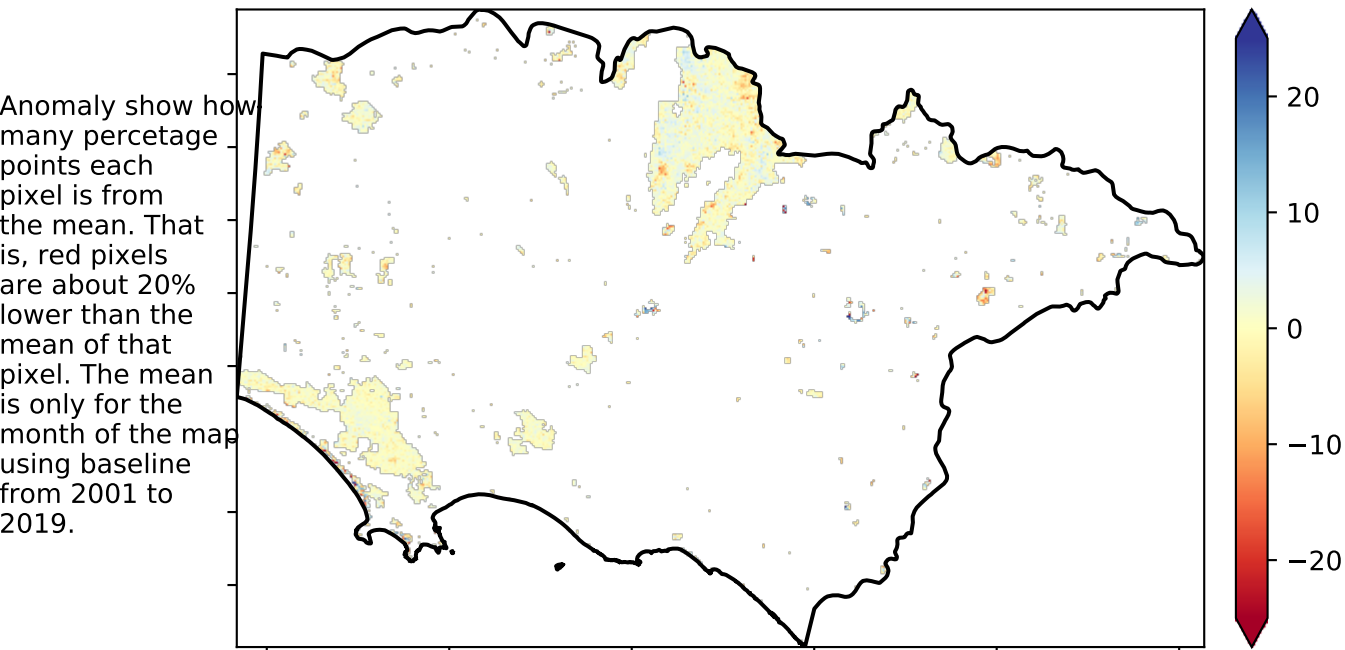 Anomaly show how
many percetage
points each
pixel is from
the mean. That
is, red pixels
are about 20%
lower than the
mean of that
pixel. The mean
is only for the
month of the map
using baseline
from 2001 to
2019.
20
10
0
−10
−20